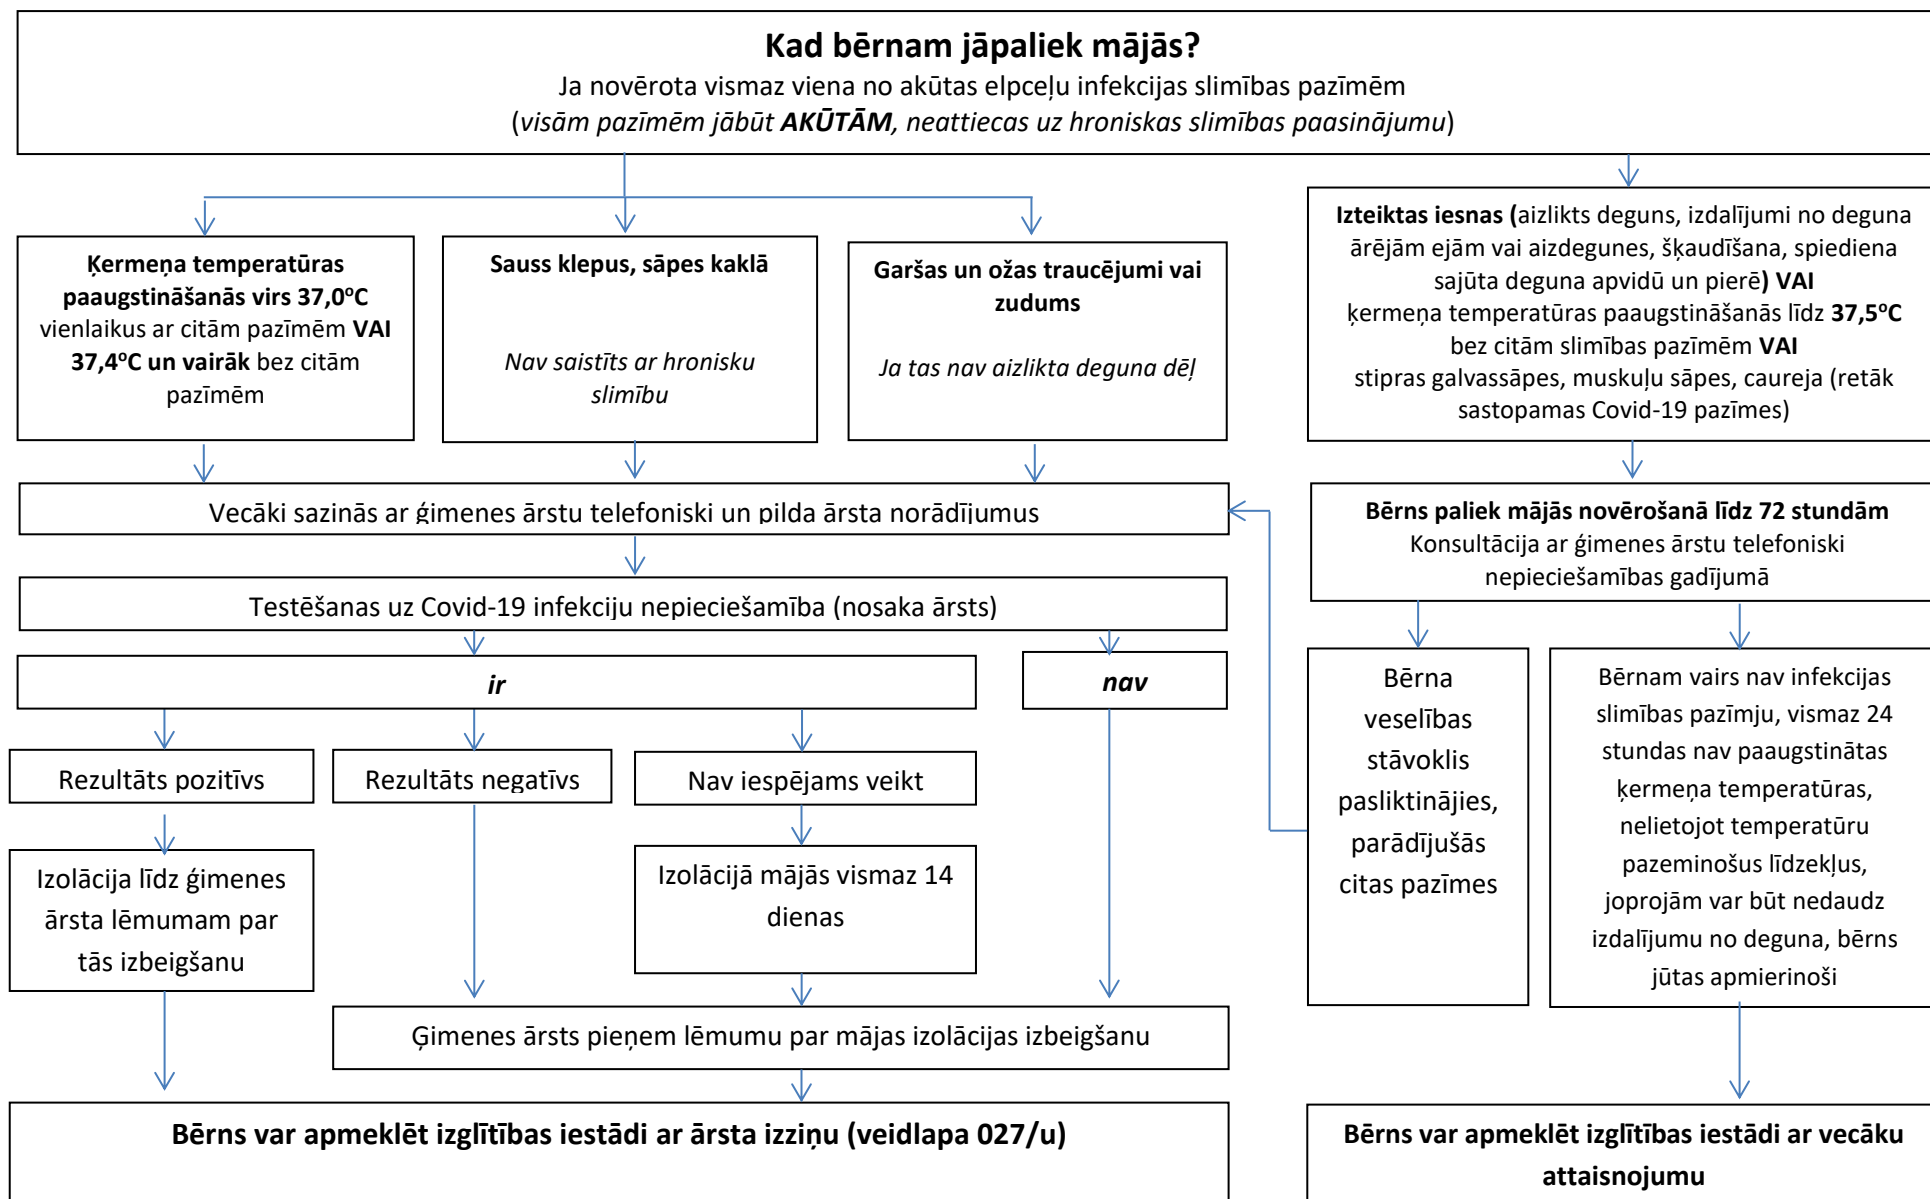 Kad bērnam jāpaliek mājās?
Ja novērota vismaz viena no akūtas elpceļu infekcijas slimības pazīmēm
(visām pazīmēm jābūt AKŪTĀM, neattiecas uz hroniskas slimības paasinājumu)
Ķermeņa temperatūras
paaugstināšanās virs 37,0°C
vienlaikus ar citām pazīmēm VAI
37,4°C un vairāk bez citām
pazīmēm
Sauss klepus, sāpes kaklā
Nav saistīts ar hronisku
slimību
Garšas un ožas traucējumi vai
zudums
Ja tas nav aizlikta deguna dēļ
Izteiktas iesnas (aizlikts deguns, izdalījumi no deguna
ārējām ejām vai aizdegunes, šķaudīšana, spiediena
sajūta deguna apvidū un pierē) VAI
ķermeņa temperatūras paaugstināšanās līdz 37,5°C
bez citām slimības pazīmēm VAI
stipras galvassāpes, muskuļu sāpes, caureja (retāk
sastopamas Covid-19 pazīmes)
Vecāki sazinās ar ģimenes ārstu telefoniski un pilda ārsta norādījumus
Bērns paliek mājās novērošanā līdz 72 stundām
Konsultācija ar ģimenes ārstu telefoniski
nepieciešamības gadījumā
Testēšanas uz Covid-19 infekciju nepieciešamība (nosaka ārsts)
ir
nav
Rezultāts pozitīvs
Rezultāts negatīvs
Nav iespējams veikt
Izolācija līdz ģimenes
ārsta lēmumam par
tās izbeigšanu
Izolācijā mājās vismaz 14
dienas
Bērna
veselības
stāvoklis
pasliktinājies,
parādījušās
citas pazīmes
Bērnam vairs nav infekcijas
slimības pazīmju, vismaz 24
stundas nav paaugstinātas
ķermeņa temperatūras,
nelietojot temperatūru
pazeminošus līdzekļus,
joprojām var būt nedaudz
izdalījumu no deguna, bērns
jūtas apmierinoši
Ģimenes ārsts pieņem lēmumu par mājas izolācijas izbeigšanu
Bērns var apmeklēt izglītības iestādi ar ārsta izziņu (veidlapa 027/u)
Bērns var apmeklēt izglītības iestādi ar vecāku
attaisnojumu